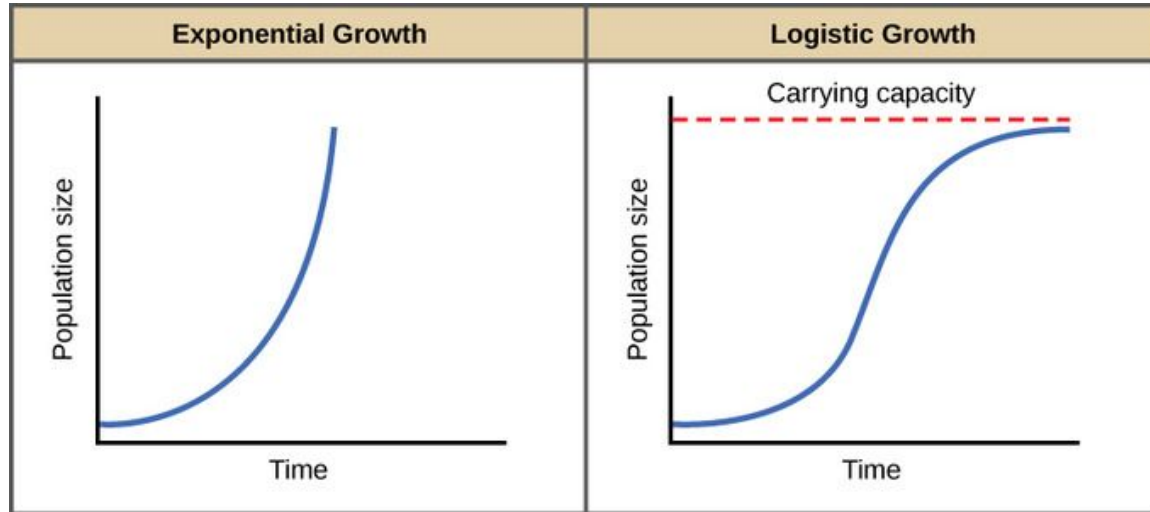 Exponential Growth
Population size
Time
Logistic Growth
Carrying capacity
Population size
Time